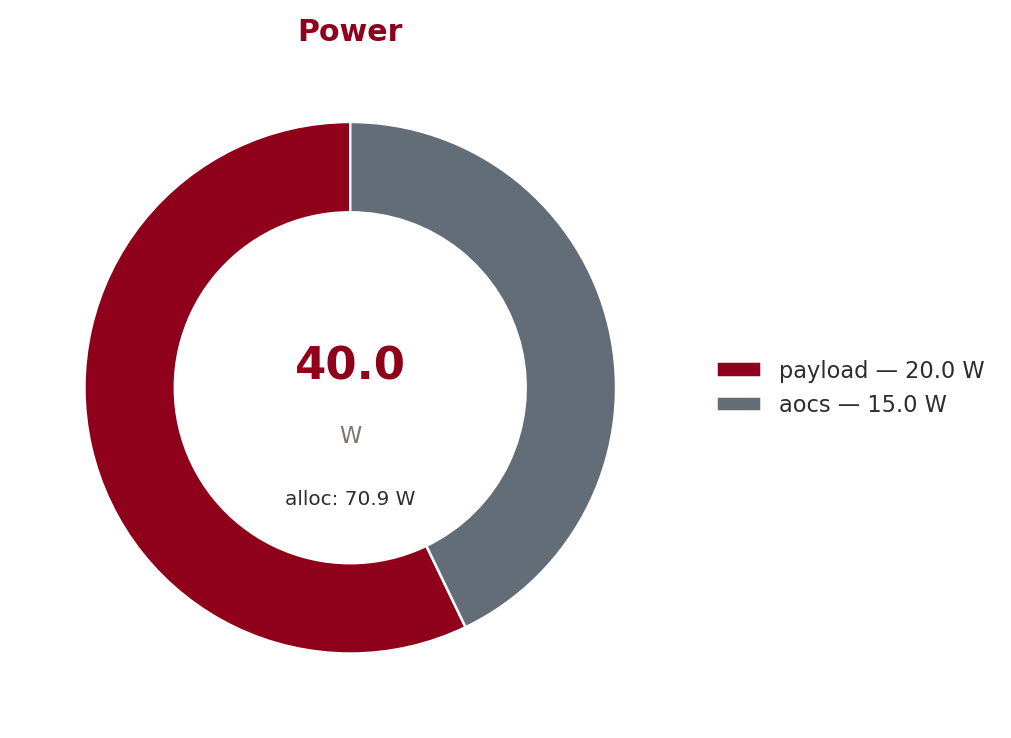 Power
40.0
W
alloc: 70.9 W
payload — 20.0 W
aocs — 15.0 W